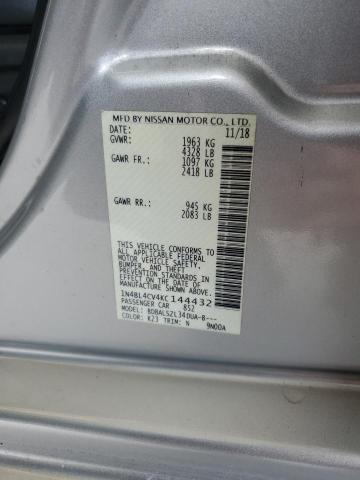 MFD BY NISSAN MOTOR CO., LTD.
DATE: 11/18
GVWR: 1963 KG
4328 LB
GAWR FR: 1097 KG
2418 LB
GAWR RR: 945 KG
2083 LB
THIS VEHICLE CONFORMS TO
ALL APPLICABLE FEDERAL
MOTOR VEHICLE SAFETY,
BUMPER, AND THEFT
PREVENTION STANDARDS
IN EFFECT ON THE DATE OF
MANUFACTURE SHOWN ABOVE.
1N4BL4CV4KC144432
PASSENGER CAR 852
MODEL: BDBALSZL34DUA-B---
COLOR: K23 TRIM: N 9N00A